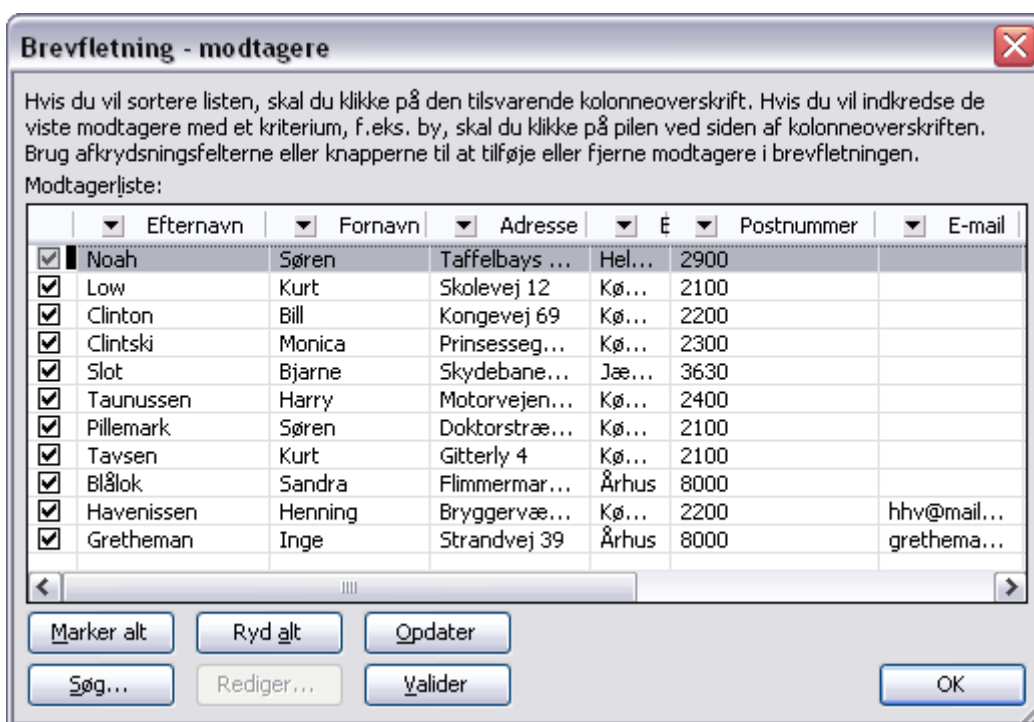 Brevfletning - modtagere
Hvis du vil sortere listen, skal du klikke på den tilsvarende kolonneoverskrift. Hvis du vil indkredse de
viste modtagere med et kriterium, f.eks. by, skal du klikke på pilen ved siden af kolonneoverskriften.
Brug afkrydsningsfelterne eller knapperne til at tilføje eller fjerne modtagere i brevfletningen.
Modtagerliste:
Efternavn Fornavn Adresse Postnummer E-mail
Noah Søren Taffelbays ... Hel... 2900
Low Kurt Skolevej 12 Kø... 2100
Clinton Bill Kongevej 69 Kø... 2200
Clintski Monica Prinsesseg... Kø... 2300
Slot Bjarne Skydebane... Jæ... 3630
Taunussen Harry Motorvejen... Kø... 2400
Pillemark Søren Doktorstræ... Kø... 2100
Tavsen Kurt Gitterly 4 Kø... 2100
Blålok Sandra Flimmermar... Århus 8000
Havenissen Henning Bryggervæ... Kø... 2200 hhv@mail...
Gretheman Inge Strandvej 39 Århus 8000 grethema...
Marker alt Ryd alt Opdater
Søg... Rediger... Valider OK